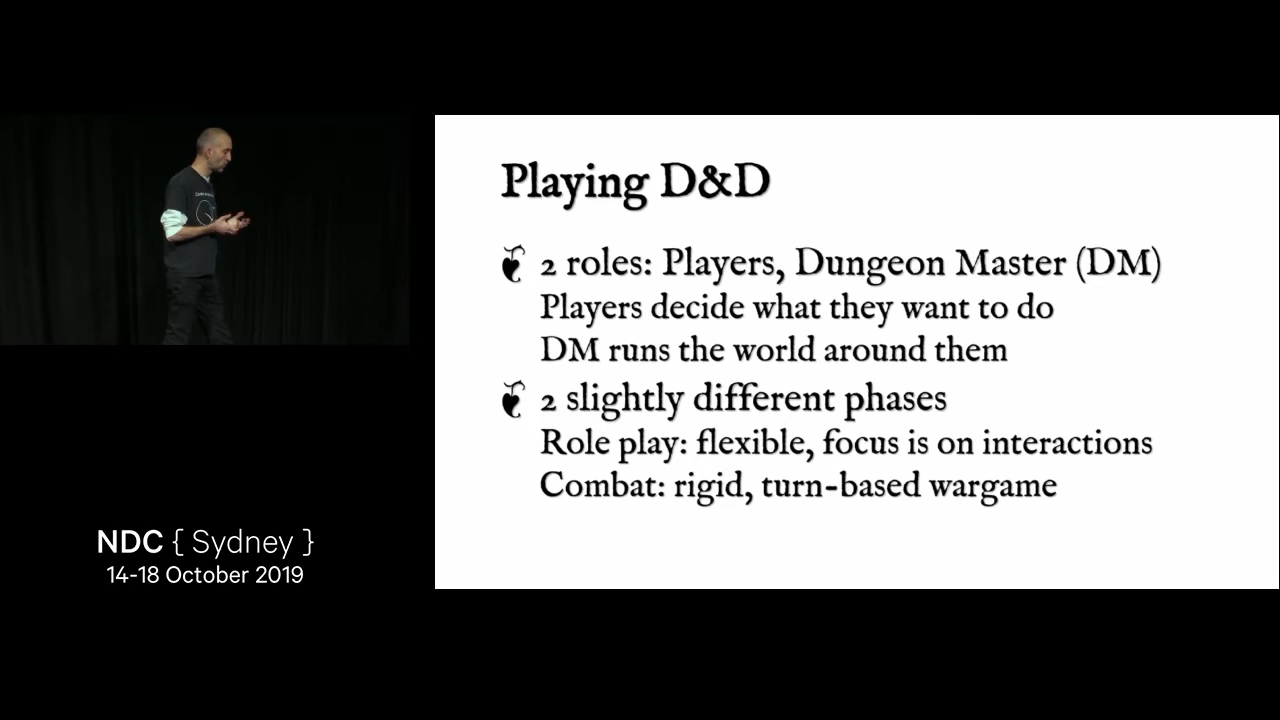 Playing D&D
2 roles: Players, Dungeon Master (DM)
Players decide what they want to do
DM runs the world around them
2 slightly different phases
Role play: flexible, focus is on interactions
Combat: rigid, turn-based wargame
NDC { Sydney }
14-18 October 2019